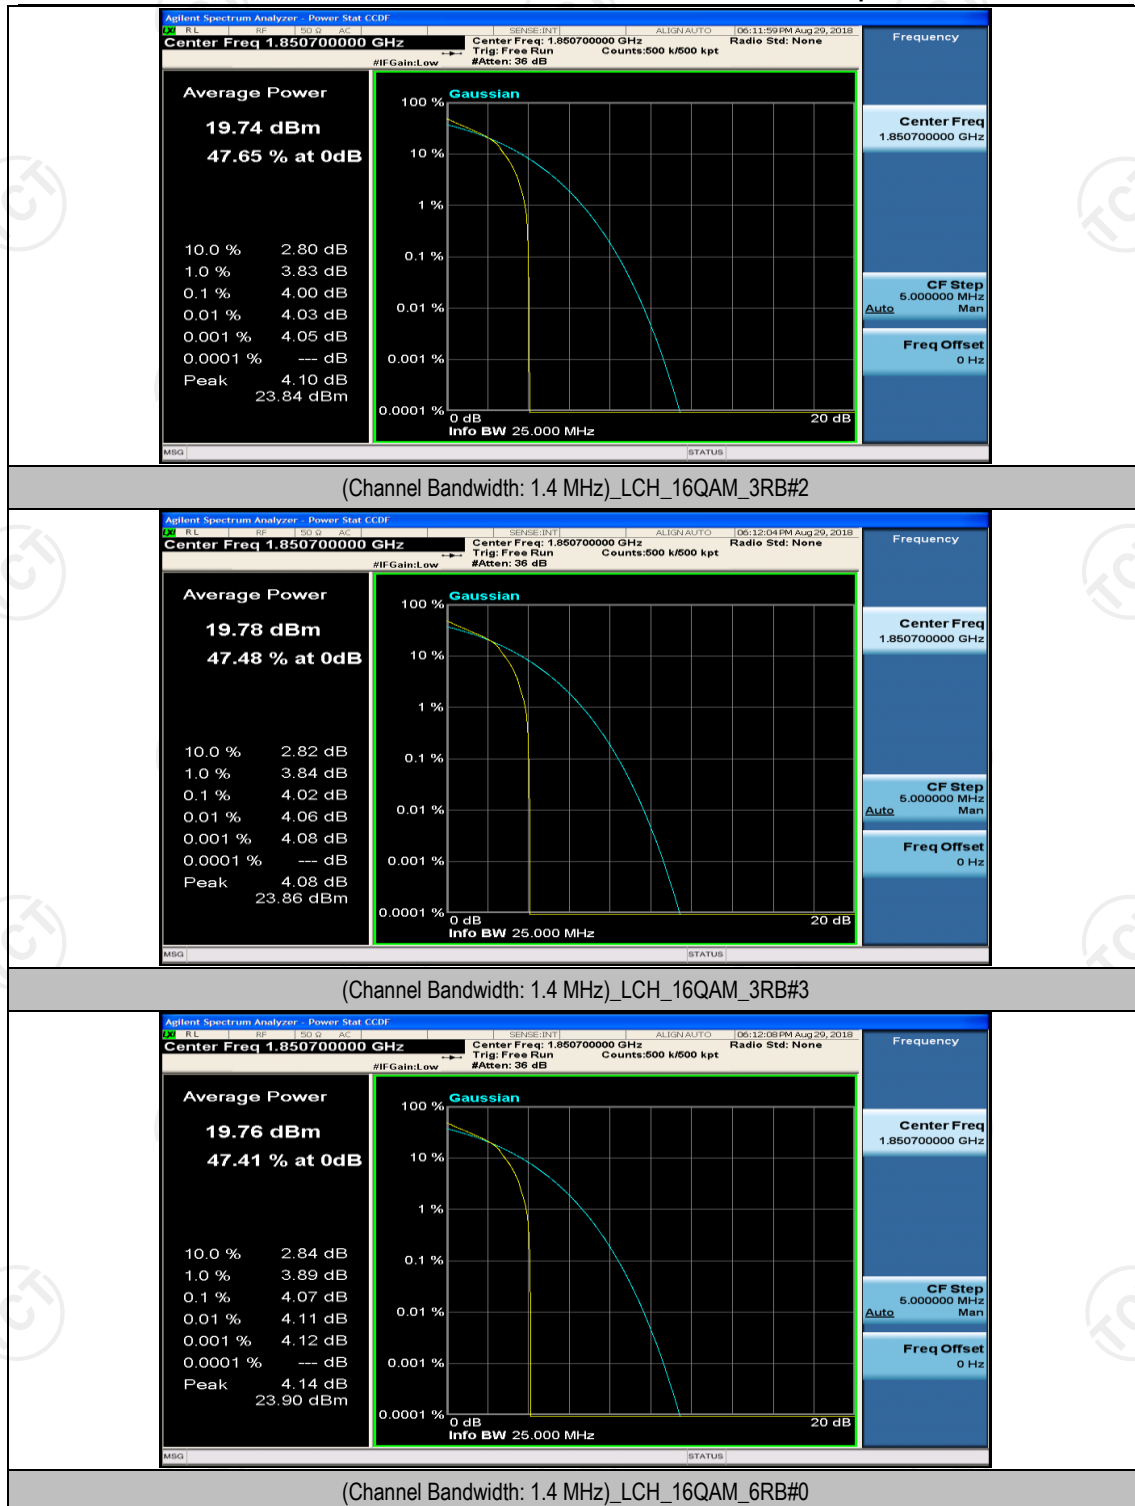 Agilent Spectrum Analyzer - Power Stat CCDF
LXI RL RF 50 Ω AC SENSE:INT ALIGN AUTO 06:11:59 PM Aug 29, 2018
Center Freq 1.850700000 GHz
Center Freq: 1.850700000 GHz Radio Std: None
Trig: Free Run Counts:500 k/500 kpt
#IFGain:Low #Atten: 36 dB
Frequency
Average Power
19.74 dBm
47.65 % at 0dB
10.0 % 2.80 dB
1.0 % 3.83 dB
0.1 % 4.00 dB
0.01 % 4.03 dB
0.001 % 4.05 dB
0.0001 % --- dB
Peak 4.10 dB
23.84 dBm
Gaussian
100 %
10 %
1 %
0.1 %
0.01 %
0.001 %
0.0001 %
0 dB 20 dB
Info BW 25.000 MHz
Center Freq
1.850700000 GHz
CF Step
5.000000 MHz
Auto Man
Freq Offset
0 Hz
MSG STATUS
(Channel Bandwidth: 1.4 MHz)_LCH_16QAM_3RB#2
Agilent Spectrum Analyzer - Power Stat CCDF
LXI RL RF 50 Ω AC SENSE:INT ALIGN AUTO 06:12:04 PM Aug 29, 2018
Center Freq 1.850700000 GHz
Center Freq: 1.850700000 GHz Radio Std: None
Trig: Free Run Counts:500 k/500 kpt
#IFGain:Low #Atten: 36 dB
Frequency
Average Power
19.78 dBm
47.48 % at 0dB
10.0 % 2.82 dB
1.0 % 3.84 dB
0.1 % 4.02 dB
0.01 % 4.06 dB
0.001 % 4.08 dB
0.0001 % --- dB
Peak 4.08 dB
23.86 dBm
Gaussian
100 %
10 %
1 %
0.1 %
0.01 %
0.001 %
0.0001 %
0 dB 20 dB
Info BW 25.000 MHz
Center Freq
1.850700000 GHz
CF Step
5.000000 MHz
Auto Man
Freq Offset
0 Hz
MSG STATUS
(Channel Bandwidth: 1.4 MHz)_LCH_16QAM_3RB#3
Agilent Spectrum Analyzer - Power Stat CCDF
LXI RL RF 50 Ω AC SENSE:INT ALIGN AUTO 06:12:08 PM Aug 29, 2018
Center Freq 1.850700000 GHz
Center Freq: 1.850700000 GHz Radio Std: None
Trig: Free Run Counts:500 k/500 kpt
#IFGain:Low #Atten: 36 dB
Frequency
Average Power
19.76 dBm
47.41 % at 0dB
10.0 % 2.84 dB
1.0 % 3.89 dB
0.1 % 4.07 dB
0.01 % 4.11 dB
0.001 % 4.12 dB
0.0001 % --- dB
Peak 4.14 dB
23.90 dBm
Gaussian
100 %
10 %
1 %
0.1 %
0.01 %
0.001 %
0.0001 %
0 dB 20 dB
Info BW 25.000 MHz
Center Freq
1.850700000 GHz
CF Step
5.000000 MHz
Auto Man
Freq Offset
0 Hz
MSG STATUS
(Channel Bandwidth: 1.4 MHz)_LCH_16QAM_6RB#0